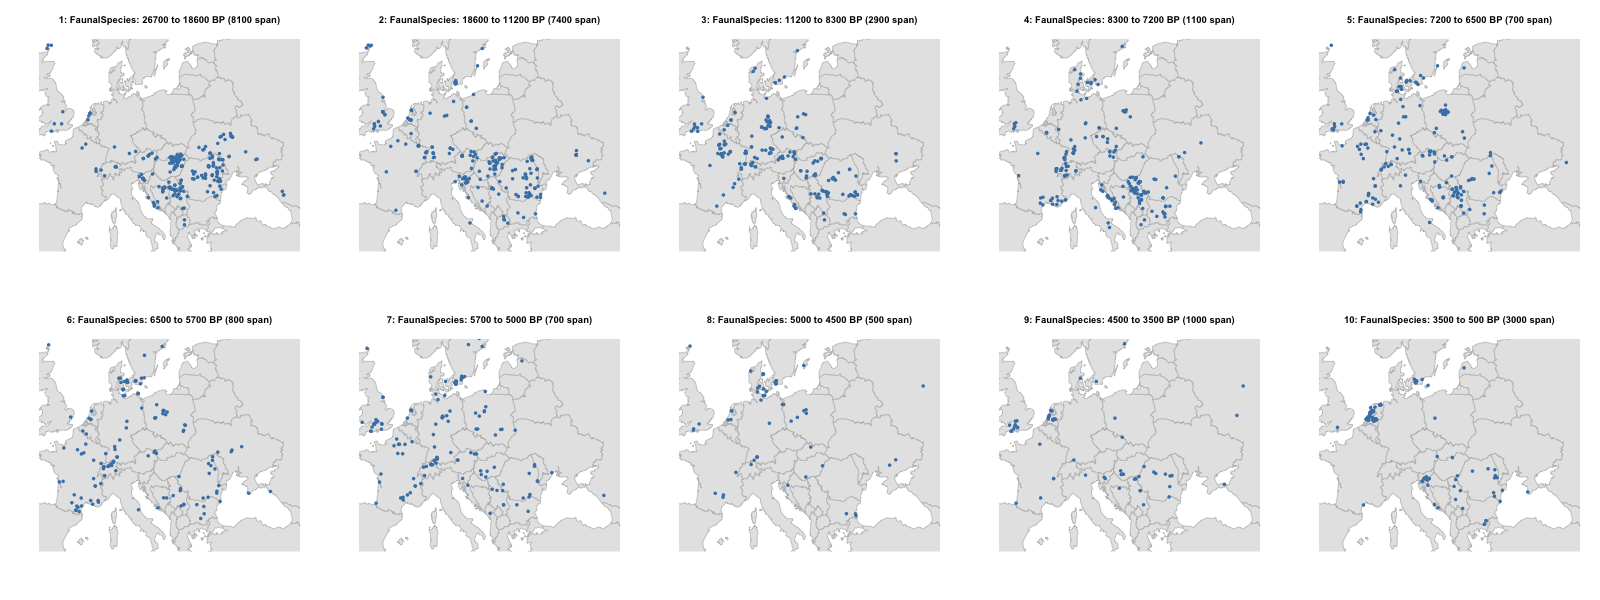 1: FaunalSpecies: 26700 to 18600 BP (8100 span)
2: FaunalSpecies: 18600 to 11200 BP (7400 span)
3: FaunalSpecies: 11200 to 8300 BP (2900 span)
4: FaunalSpecies: 8300 to 7200 BP (1100 span)
5: FaunalSpecies: 7200 to 6500 BP (700 span)
6: FaunalSpecies: 6500 to 5700 BP (800 span)
7: FaunalSpecies: 5700 to 5000 BP (700 span)
8: FaunalSpecies: 5000 to 4500 BP (500 span)
9: FaunalSpecies: 4500 to 3500 BP (1000 span)
10: FaunalSpecies: 3500 to 500 BP (3000 span)